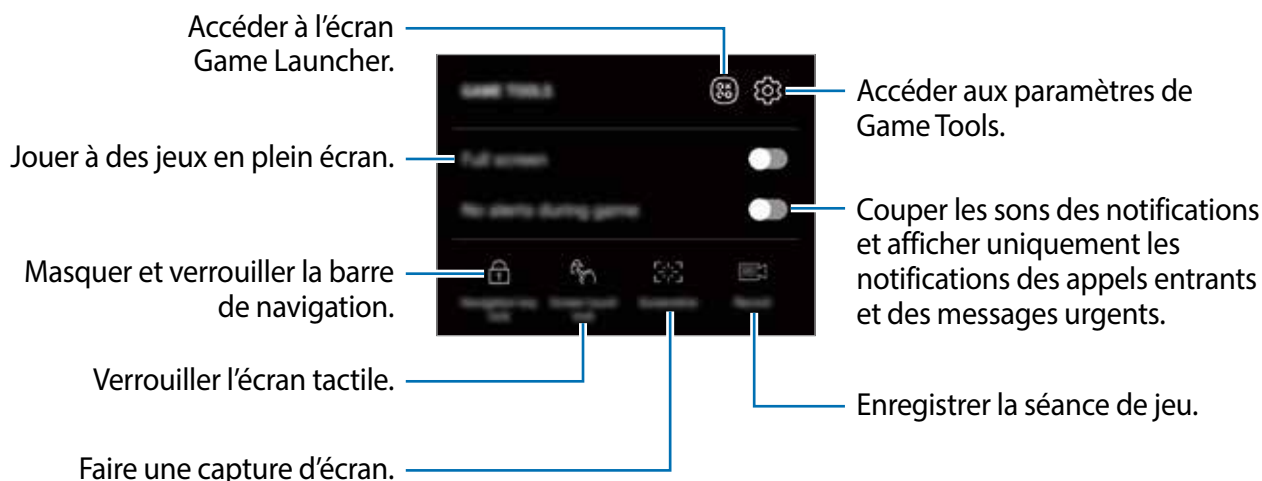 Accéder à l’écran
Game Launcher.
GAME TOOLS
Accéder aux paramètres de
Game Tools.
Jouer à des jeux en plein écran.
Full screen
No alerts during game
Couper les sons des notifications
et afficher uniquement les
notifications des appels entrants
et des messages urgents.
Masquer et verrouiller la barre
de navigation.
Verrouiller l’écran tactile.
Enregistrer la séance de jeu.
Faire une capture d’écran.